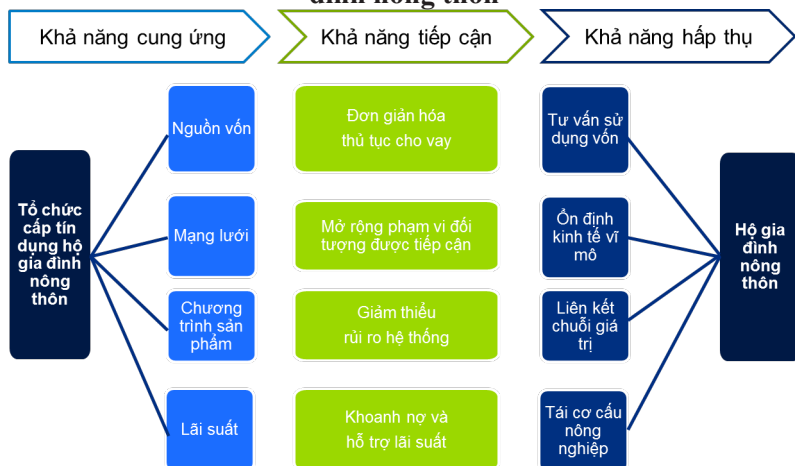 đình nông thôn
Khả năng cung ứng
Khả năng tiếp cận
Khả năng hấp thụ
Tổ chức
cấp tín
dụng hộ
gia đình
nông
thôn
Nguồn vốn
Mạng lưới
Chương
trình sản
phẩm
Lãi suất
Đơn giản hóa
thủ tục cho vay
Mở rộng phạm vi đối
tượng được tiếp cận
Giảm thiểu
rủi ro hệ thống
Khoanh nợ và
hỗ trợ lãi suất
Tư vấn sử
dụng vốn
Ổn định
kinh tế vĩ
mô
Liên kết
chuỗi giá
trị
Tái cơ cấu
nông
nghiệp
Hộ gia
đình
nông
thôn